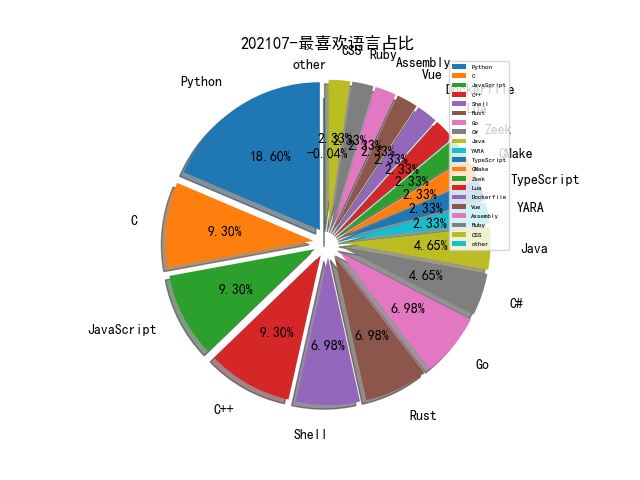 202107-最喜欢语言占比
Python
C
JavaScript
C++
Shell
Rust
Go
C#
Java
YARA
TypeScript
CMake
Zeek
Lua
Dockerfile
Vue
Assembly
Ruby
CSS
other
18.60%
9.30%
9.30%
9.30%
6.98%
6.98%
6.98%
4.65%
4.65%
2.33%
2.33%
2.33%
2.33%
2.33%
2.33%
2.33%
2.33%
2.33%
2.33%
-0.04%
Python
C
JavaScript
C++
Shell
Rust
Go
C#
Java
YARA
TypeScript
CMake
Zeek
Lua
Dockerfile
Vue
Assembly
Ruby
CSS
other